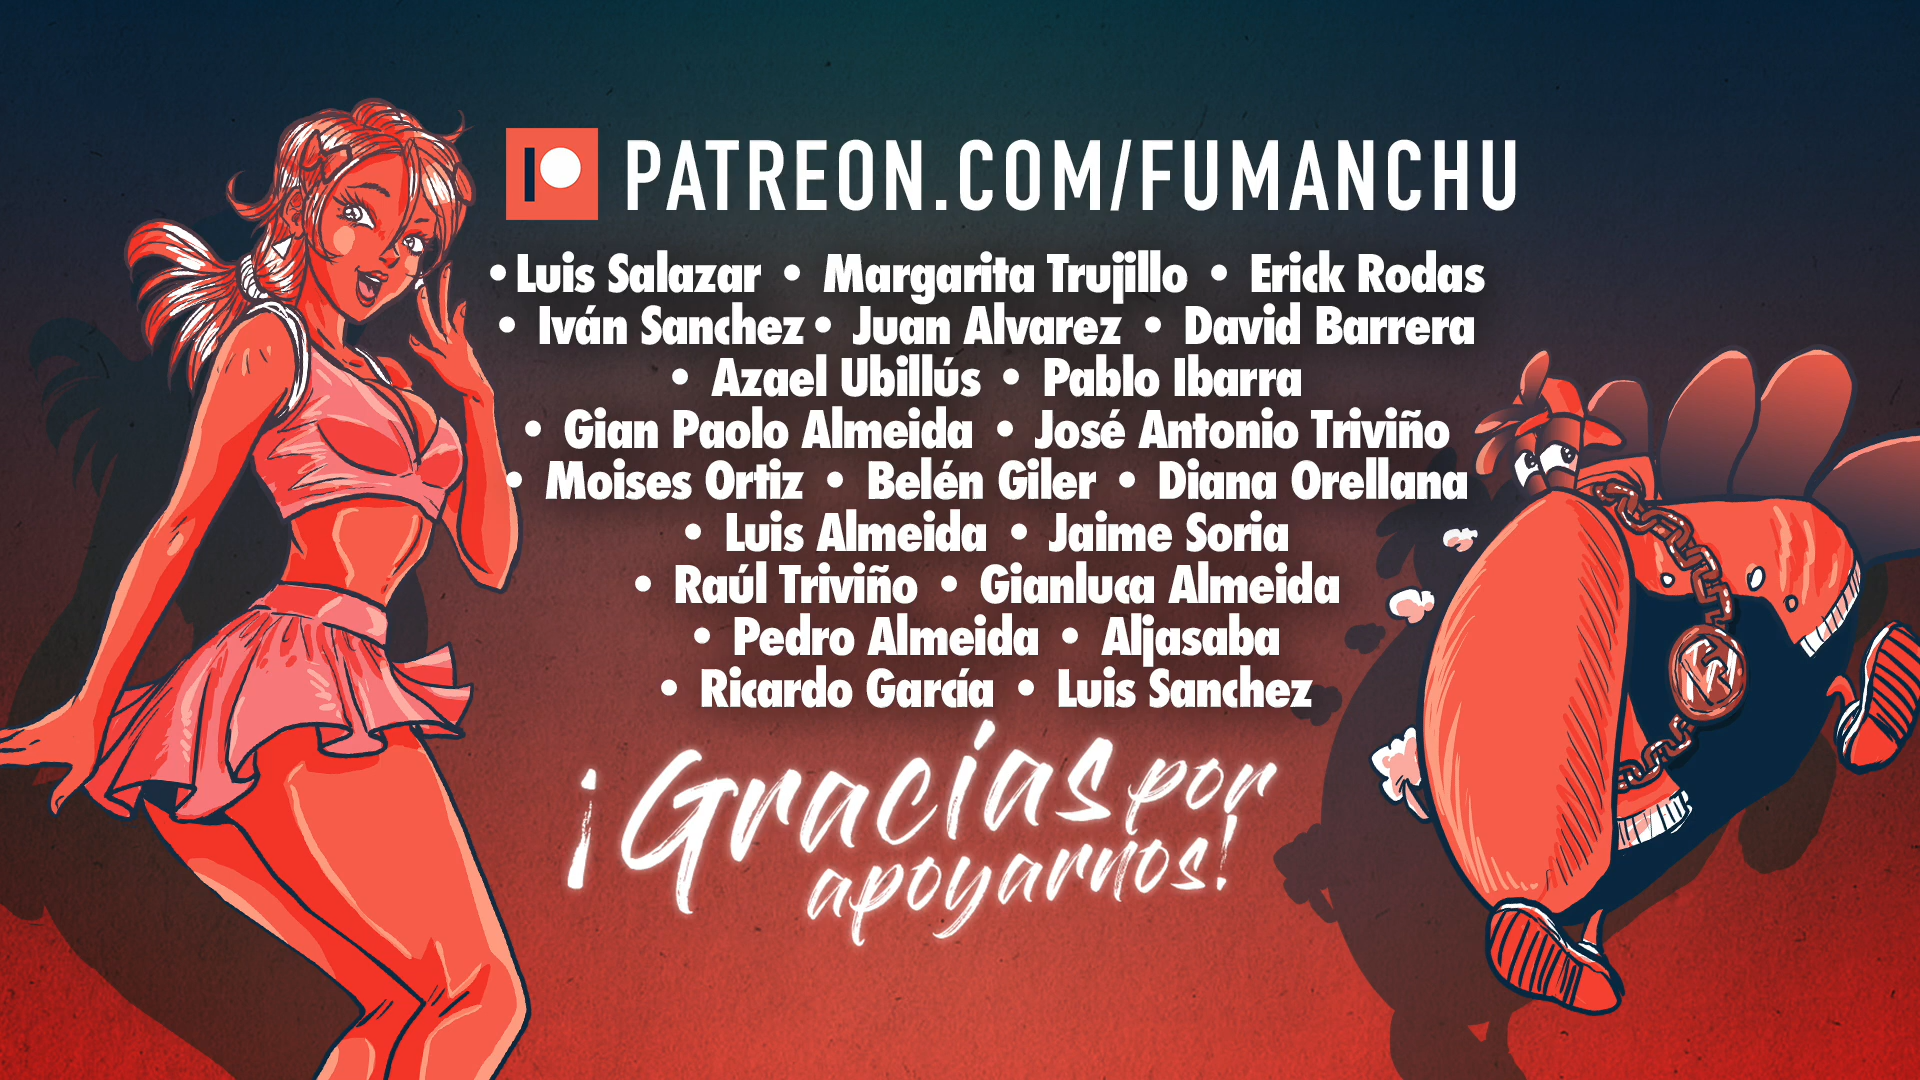 PATREON.COM/FUMANCHU
•Luis Salazar • Margarita Trujillo • Erick Rodas
• Iván Sanchez • Juan Alvarez • David Barrera
• Azael Ubillús • Pablo Ibarra
• Gian Paolo Almeida • José Antonio Triviño
• Moises Ortiz • Belén Giler • Diana Orellana
• Luis Almeida • Jaime Soria
• Raúl Triviño • Gianluca Almeida
• Pedro Almeida • Aljasaba
• Ricardo García • Luis Sanchez
¡Gracias por
apoyarnos!